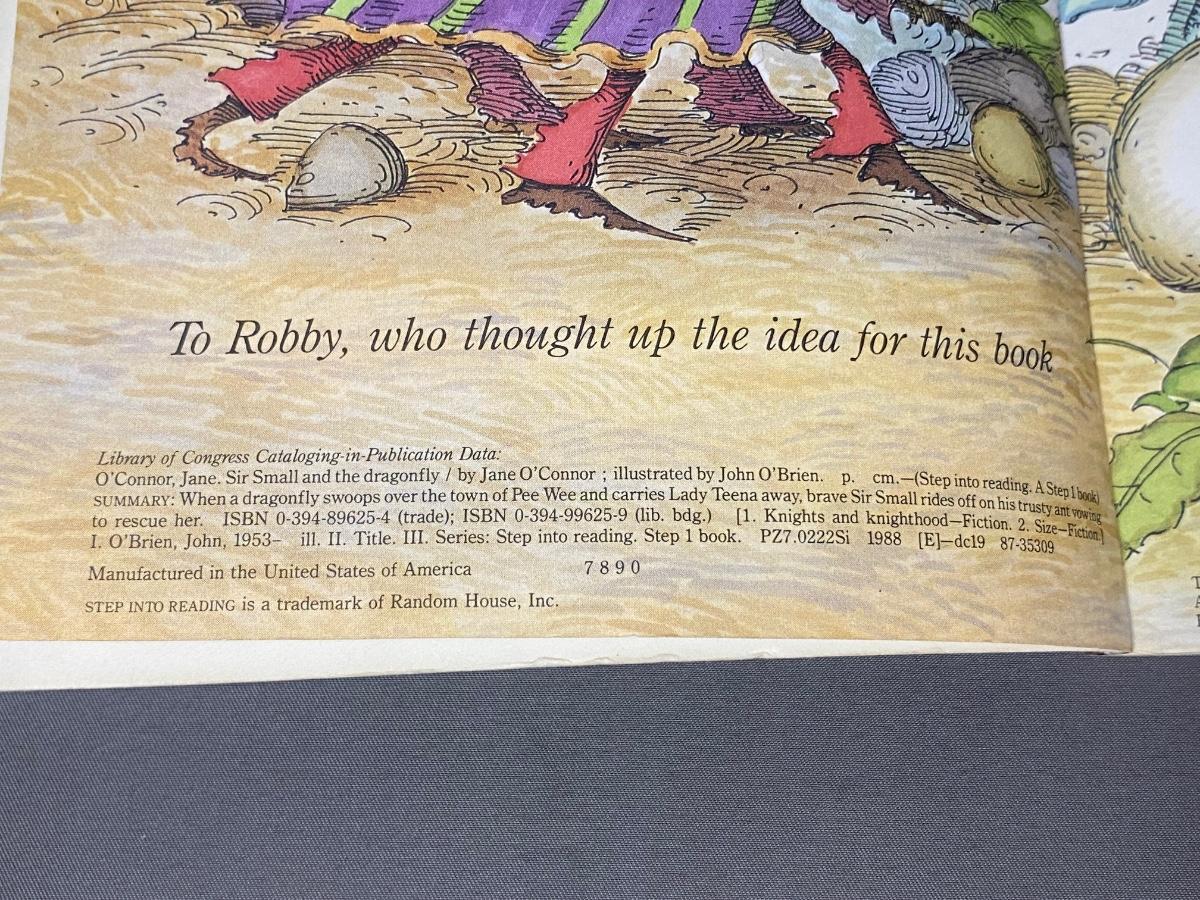 To Robby, who thought up the idea for this book
Library of Congress Cataloging-in-Publication Data:
O'Connor, Jane. Sir Small and the dragonfly / by Jane O'Connor ; illustrated by John O'Brien. p. cm.—(Step into reading. A Step 1 book)
SUMMARY: When a dragonfly swoops over the town of Pee Wee and carries Lady Teena away, brave Sir Small rides off on his trusty ant vowing
to rescue her. ISBN 0-394-89625-4 (trade); ISBN 0-394-99625-9 (lib. bdg.) [1. Knights and knighthood—Fiction. 2. Size—Fiction.]
I. O'Brien, John, 1953– ill. II. Title. III. Series: Step into reading. Step 1 book. PZ7.0222Si 1988 [E]—dc19 87-35309
Manufactured in the United States of America 7 8 9 0
STEP INTO READING is a trademark of Random House, Inc.